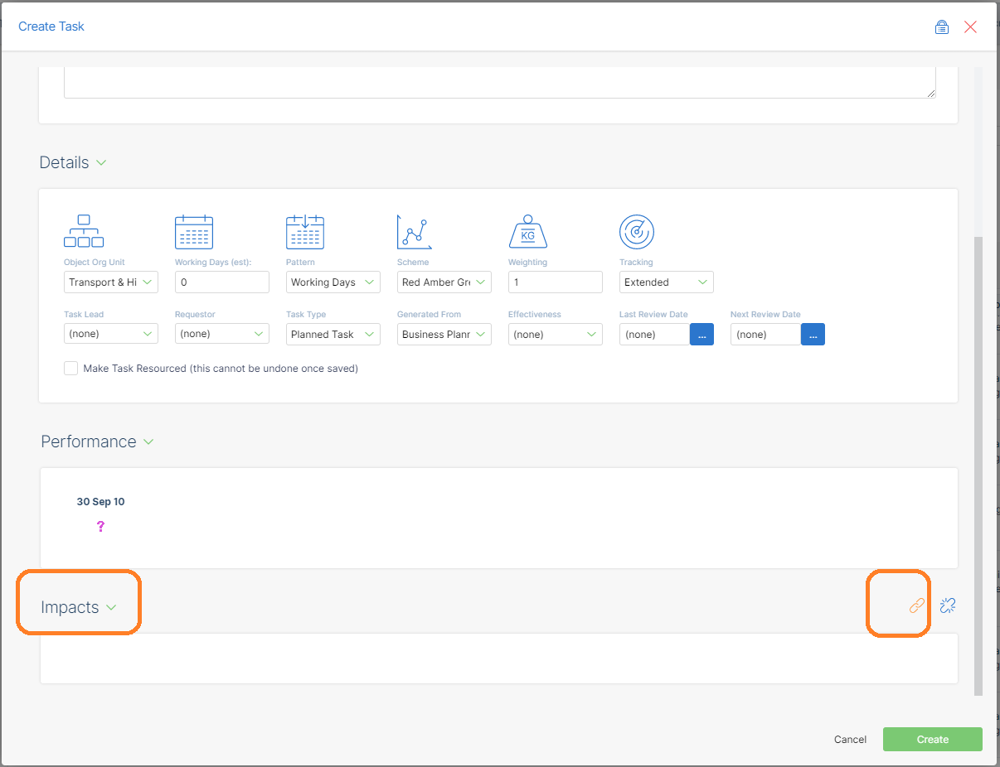 Create Task
Details
KG
Object Org Unit Working Days (est): Pattern Scheme Weighting Tracking
Transport & Hi 0 Working Days Red Amber Gre 1 Extended
Task Lead Requestor Task Type Generated From Effectiveness Last Review Date Next Review Date
(none) (none) Planned Task Business Plann (none) (none) ... (none) ...
Make Task Resourced (this cannot be undone once saved)
Performance
30 Sep 10
?
Impacts
Cancel Create